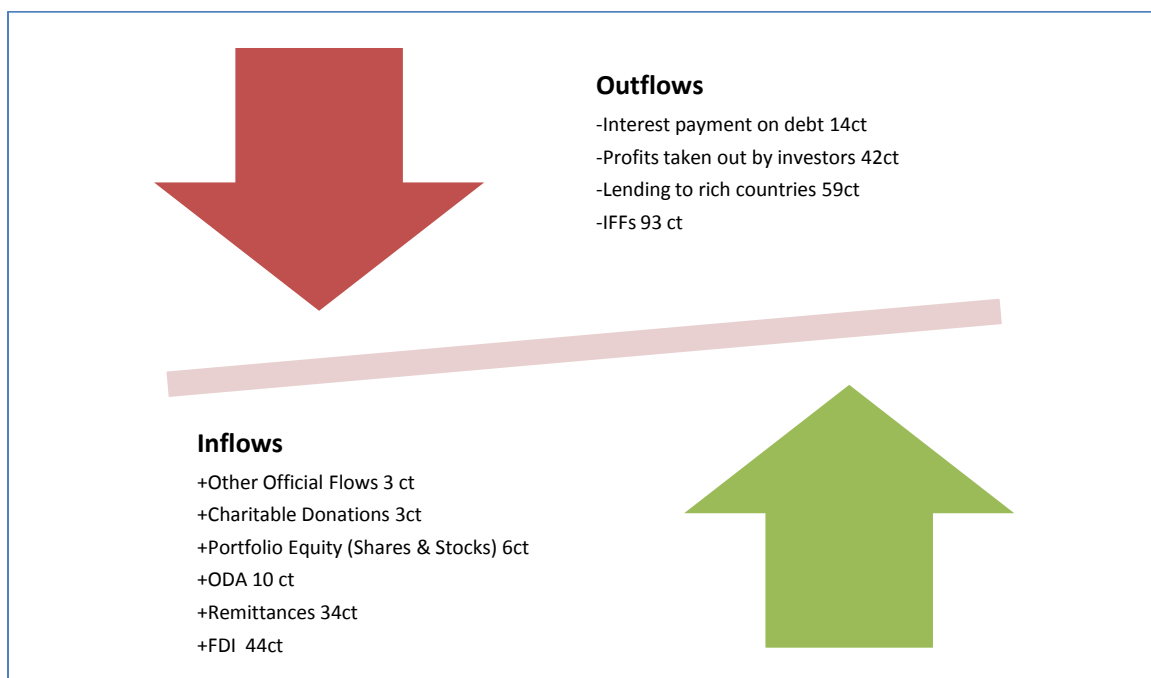 Outflows
-Interest payment on debt 14ct
-Profits taken out by investors 42ct
-Lending to rich countries 59ct
-IFFs 93 ct
Inflows
+Other Official Flows 3 ct
+Charitable Donations 3ct
+Portfolio Equity (Shares & Stocks) 6ct
+ODA 10 ct
+Remittances 34ct
+FDI  44ct